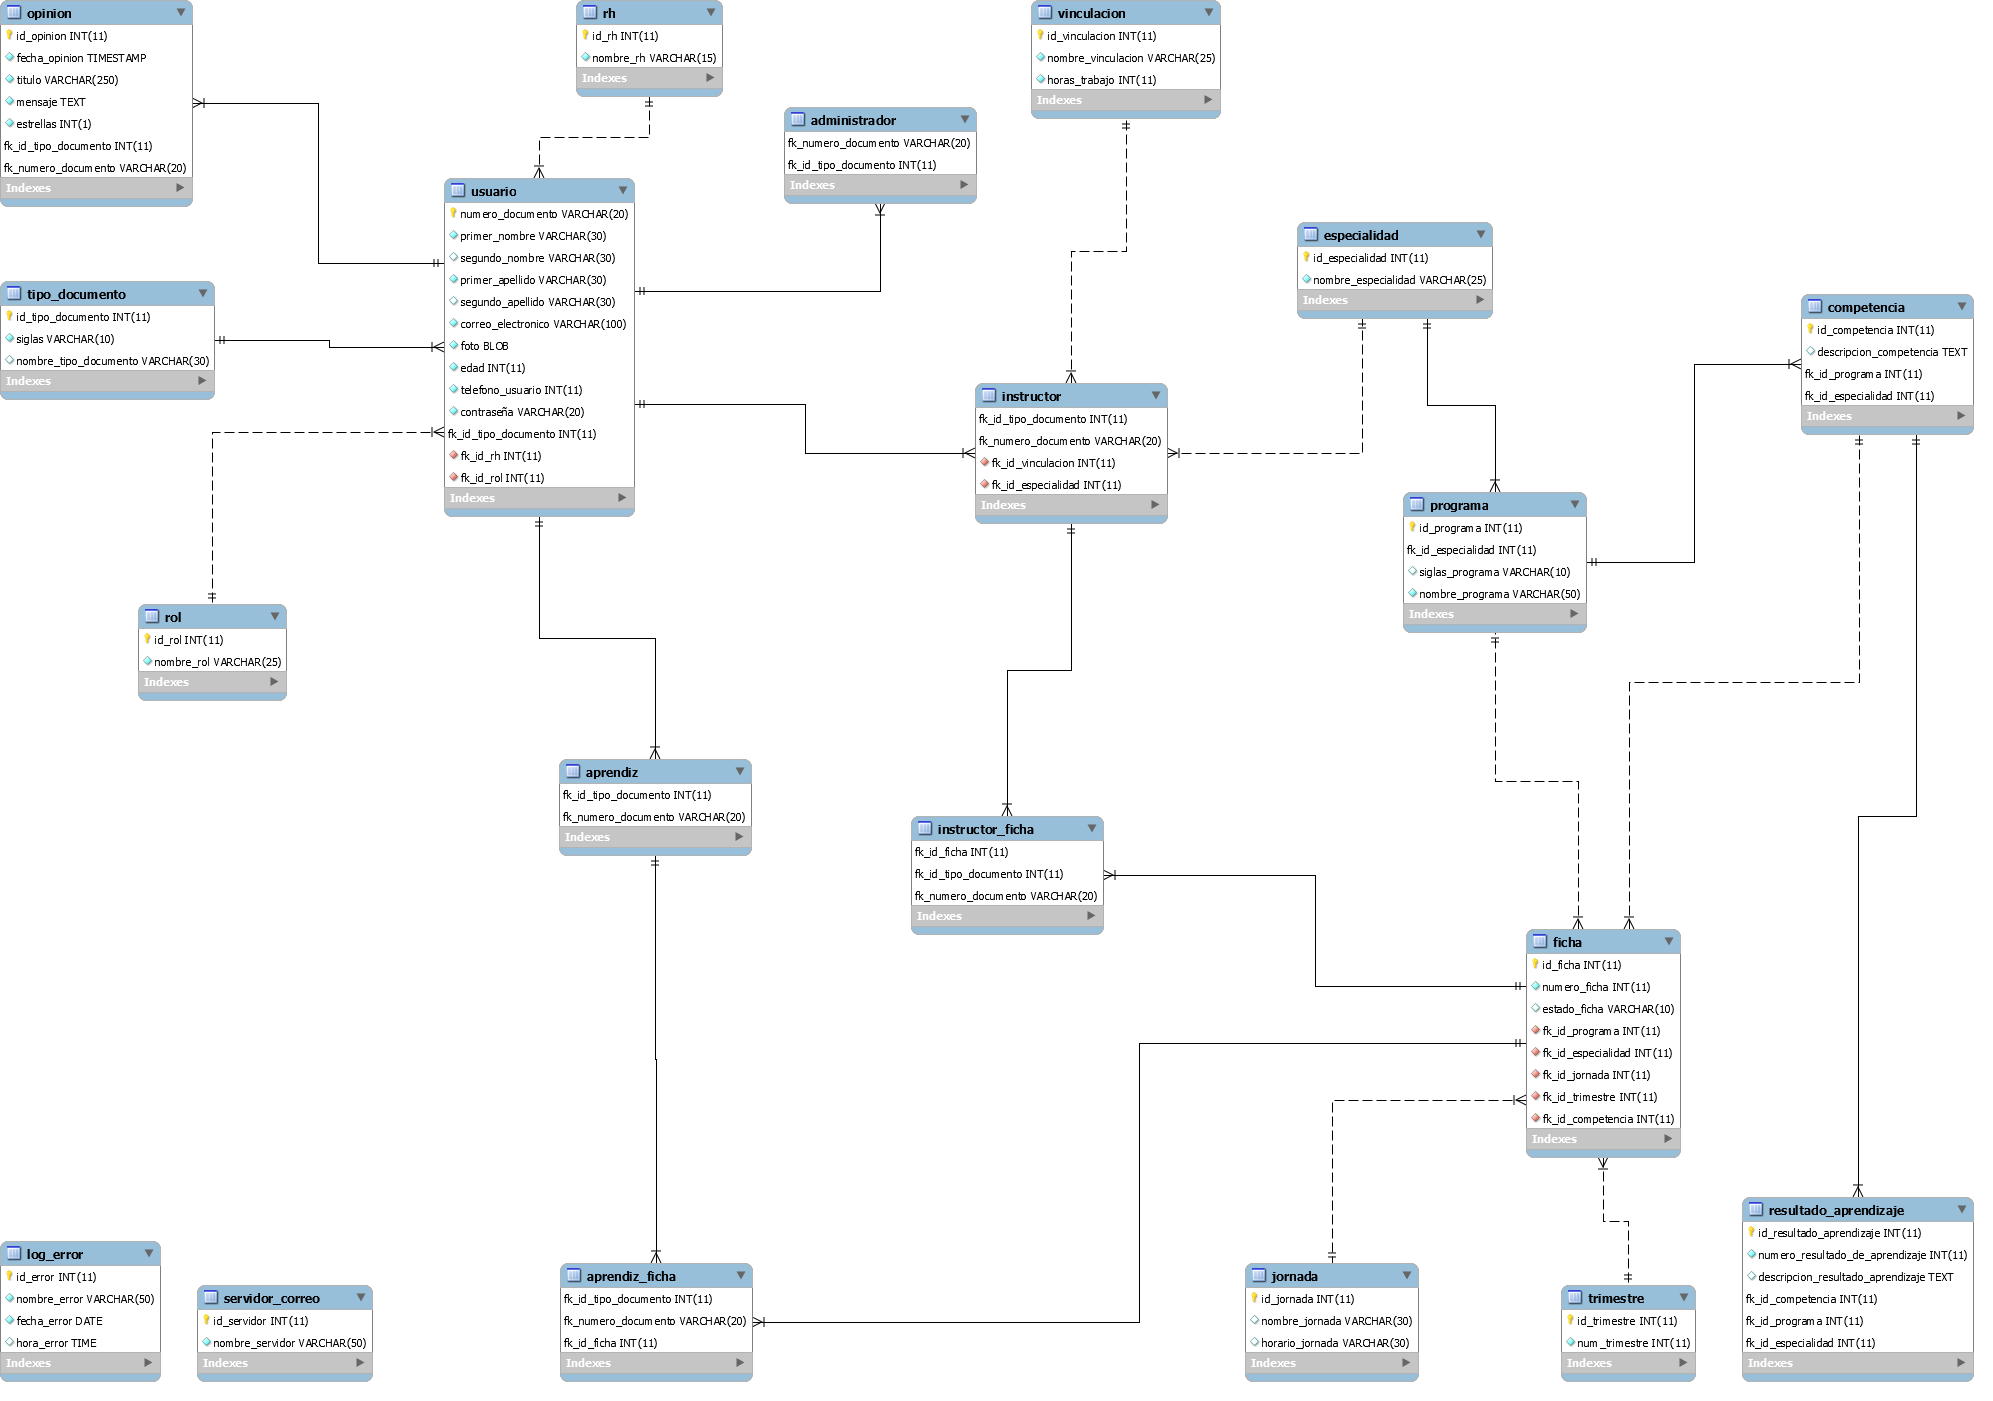 opinion
id_opinion INT(11)
fecha_opinion TIMESTAMP
titulo VARCHAR(250)
mensaje TEXT
estrellas INT(1)
fk_id_tipo_documento INT(11)
fk_numero_documento VARCHAR(20)
Indexes
rh
id_rh INT(11)
nombre_rh VARCHAR(15)
Indexes
vinculacion
id_vinculacion INT(11)
nombre_vinculacion VARCHAR(25)
horas_trabajo INT(11)
Indexes
administrador
fk_numero_documento VARCHAR(20)
fk_id_tipo_documento INT(11)
Indexes
usuario
numero_documento VARCHAR(20)
primer_nombre VARCHAR(30)
segundo_nombre VARCHAR(30)
primer_apellido VARCHAR(30)
segundo_apellido VARCHAR(30)
correo_electronico VARCHAR(100)
foto BLOB
edad INT(11)
telefono_usuario INT(11)
contraseña VARCHAR(20)
fk_id_tipo_documento INT(11)
fk_id_rh INT(11)
fk_id_rol INT(11)
Indexes
especialidad
id_especialidad INT(11)
nombre_especialidad VARCHAR(25)
Indexes
tipo_documento
id_tipo_documento INT(11)
siglas VARCHAR(10)
nombre_tipo_documento VARCHAR(30)
Indexes
competencia
id_competencia INT(11)
descripcion_competencia TEXT
fk_id_programa INT(11)
fk_id_especialidad INT(11)
Indexes
instructor
fk_id_tipo_documento INT(11)
fk_numero_documento VARCHAR(20)
fk_id_vinculacion INT(11)
fk_id_especialidad INT(11)
Indexes
programa
id_programa INT(11)
fk_id_especialidad INT(11)
siglas_programa VARCHAR(10)
nombre_programa VARCHAR(50)
Indexes
rol
id_rol INT(11)
nombre_rol VARCHAR(25)
Indexes
aprendiz
fk_id_tipo_documento INT(11)
fk_numero_documento VARCHAR(20)
Indexes
instructor_ficha
fk_id_ficha INT(11)
fk_id_tipo_documento INT(11)
fk_numero_documento VARCHAR(20)
Indexes
ficha
id_ficha INT(11)
numero_ficha INT(11)
estado_ficha VARCHAR(10)
fk_id_programa INT(11)
fk_id_especialidad INT(11)
fk_id_jornada INT(11)
fk_id_trimestre INT(11)
fk_id_competencia INT(11)
Indexes
resultado_aprendizaje
id_resultado_aprendizaje INT(11)
numero_resultado_de_aprendizaje INT(11)
descripcion_resultado_aprendizaje TEXT
fk_id_competencia INT(11)
fk_id_programa INT(11)
fk_id_especialidad INT(11)
Indexes
log_error
id_error INT(11)
nombre_error VARCHAR(50)
fecha_error DATE
hora_error TIME
Indexes
servidor_correo
id_servidor INT(11)
nombre_servidor VARCHAR(50)
Indexes
aprendiz_ficha
fk_id_tipo_documento INT(11)
fk_numero_documento VARCHAR(20)
fk_id_ficha INT(11)
Indexes
jornada
id_jornada INT(11)
nombre_jornada VARCHAR(30)
horario_jornada VARCHAR(30)
Indexes
trimestre
id_trimestre INT(11)
num_trimestre INT(11)
Indexes